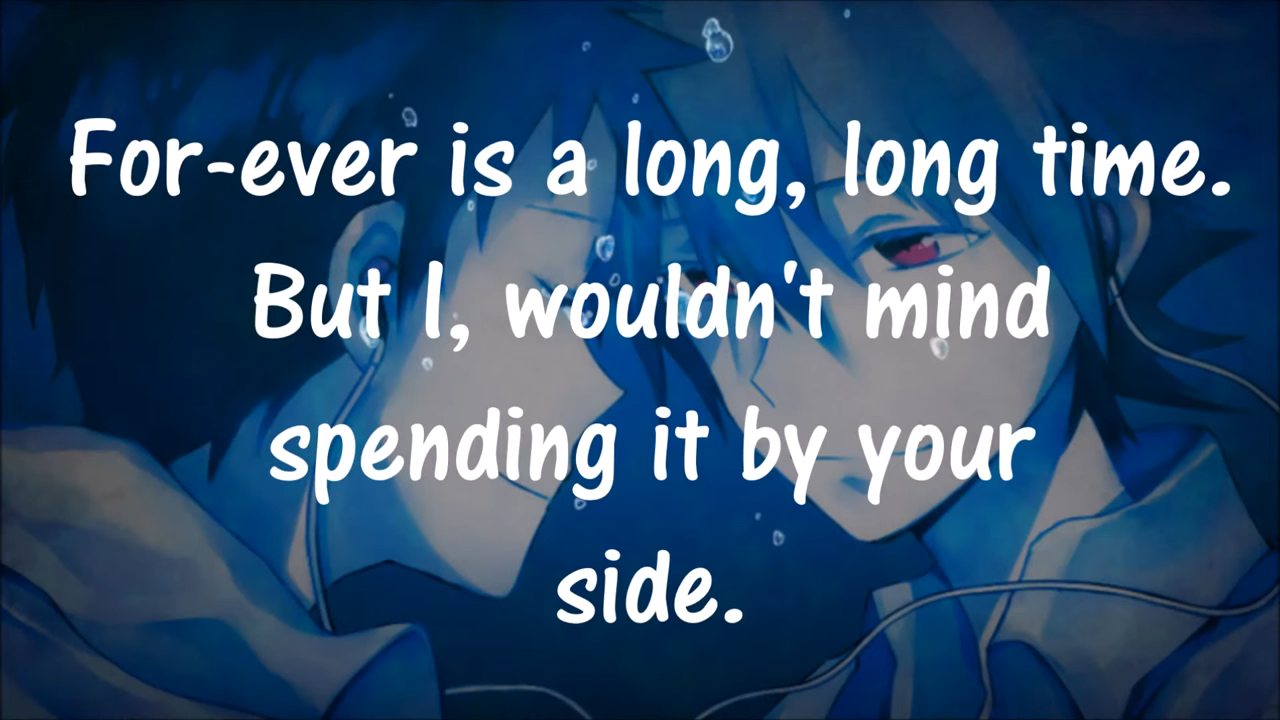 For-ever is a long, long time.
But I, wouldn't mind
spending it by your
side.